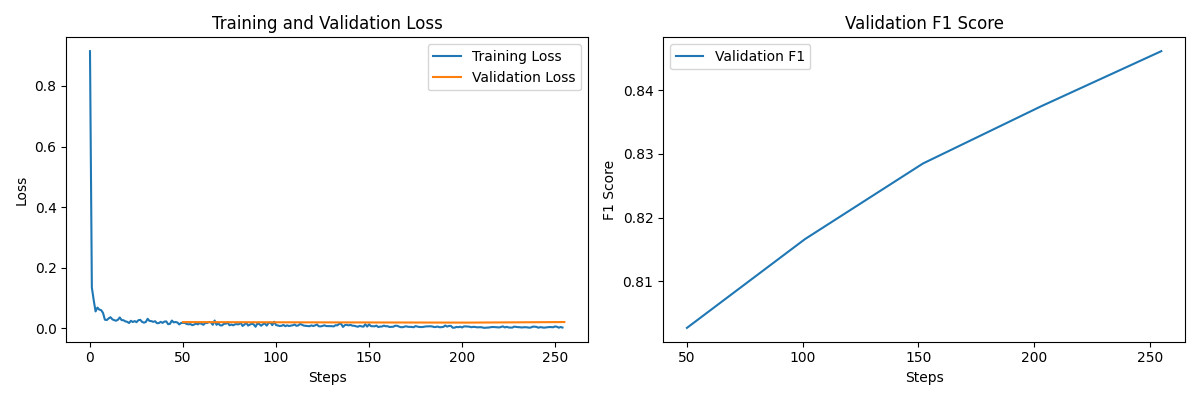 Training and Validation Loss
Training Loss
Validation Loss
0.8
0.6
0.4
0.2
0.0
Loss
0
50
100
150
200
250
Steps
Validation F1 Score
Validation F1
0.84
0.83
0.82
0.81
F1 Score
50
100
150
200
250
Steps